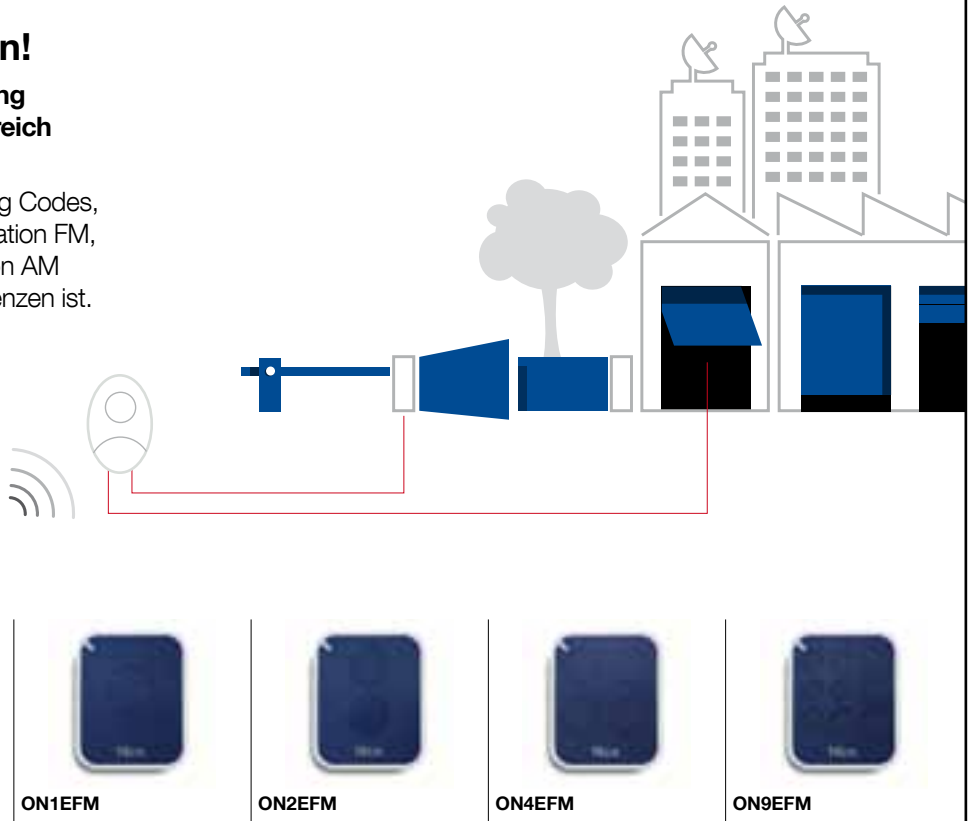 n!
ng
reich
g Codes,
ation FM,
n AM
enzen ist.
ON1EFM
ON2EFM
ON4EFM
ON9EFM